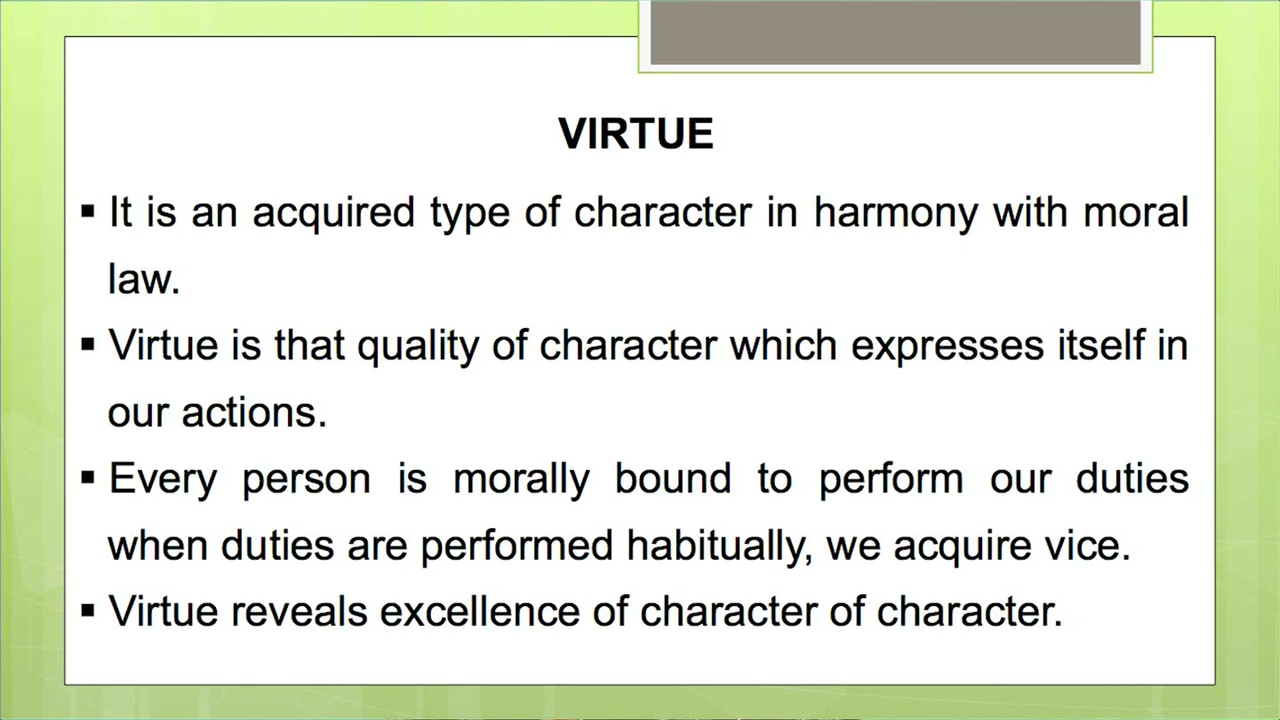 VIRTUE
▪ It is an acquired type of character in harmony with moral
law.
▪ Virtue is that quality of character which expresses itself in
our actions.
▪ Every person is morally bound to perform our duties
when duties are performed habitually, we acquire vice.
▪ Virtue reveals excellence of character of character.